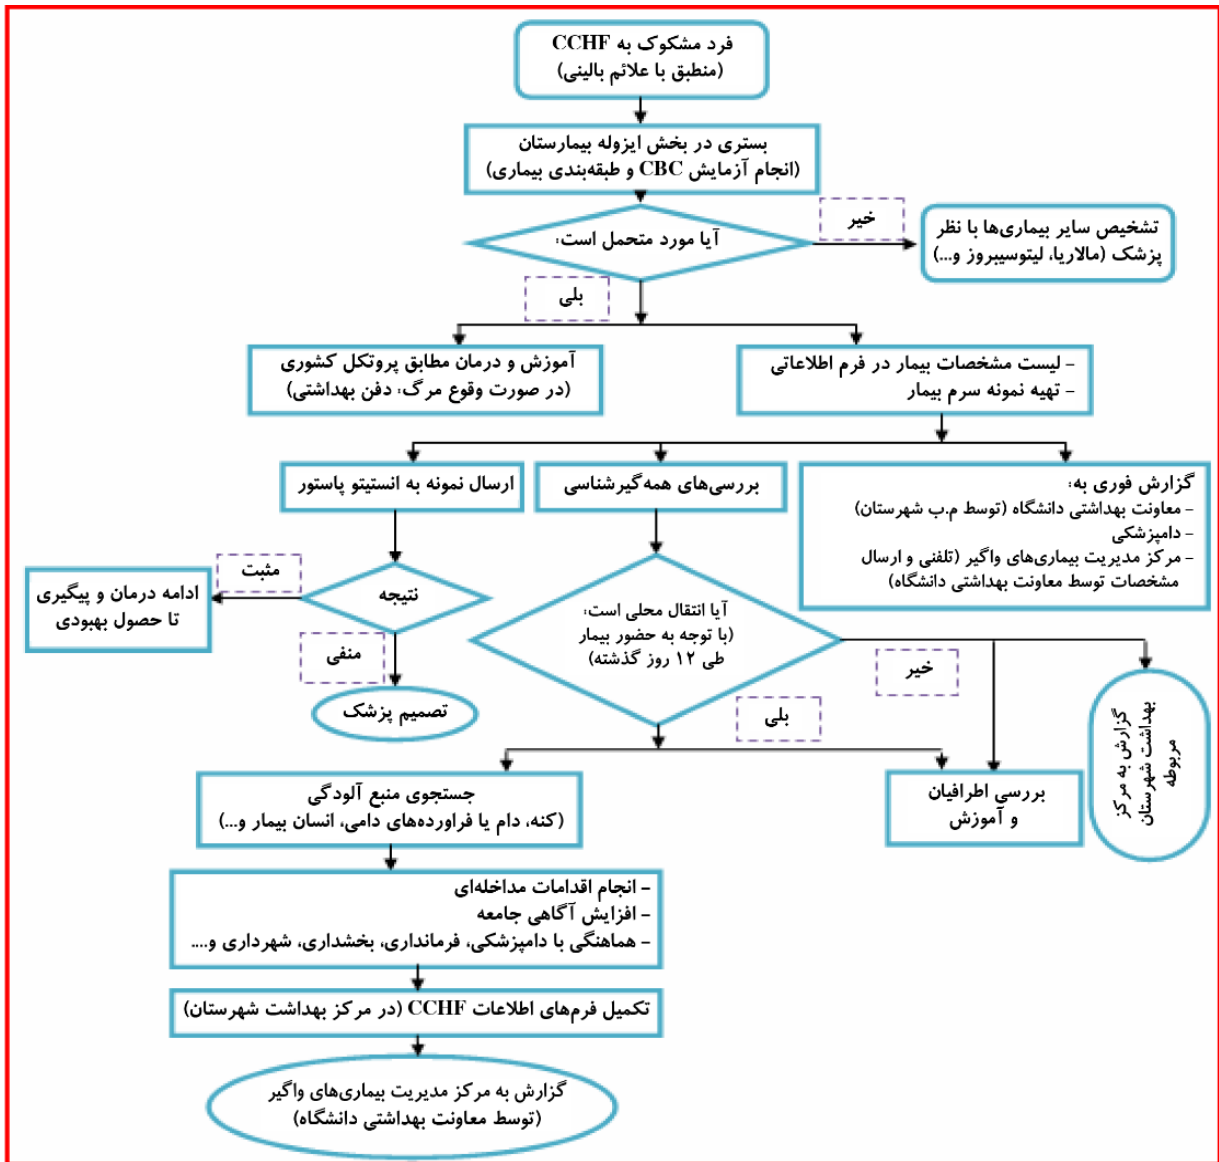 فرد مشکوک به CCHF
(منطبق با علائم بالینی)
بستری در بخش ایزوله بیمارستان
(انجام آزمایش CBC و طبقه‌بندی بیماری)
آیا مورد متحمل است:
خیر
تشخیص سایر بیماری‌ها با نظر
پزشک (مالاریا، لیتوسیبروز و...)
بلی
آموزش و درمان مطابق پروتکل کشوری
(در صورت وقوع مرگ: دفن بهداشتی)
- لیست مشخصات بیمار در فرم اطلاعاتی
- تهیه نمونه سرم بیمار
گزارش فوری به:
- معاونت بهداشتی دانشگاه (توسط م.ب شهرستان)
- دامپزشکی
- مرکز مدیریت بیماری‌های واگیر (تلفنی و ارسال
مشخصات توسط معاونت بهداشتی دانشگاه)
بررسی‌های همه‌گیرشناسی
ارسال نمونه به انستیتو پاستور
نتیجه
مثبت
ادامه درمان و پیگیری
تا حصول بهبودی
منفی
تصمیم پزشک
آیا انتقال محلی است:
(با توجه به حضور بیمار
طی ۱۲ روز گذشته)
خیر
گزارش به مرکز
بهداشت شهرستان
مربوطه
بلی
بررسی اطرافیان
و آموزش
جستجوی منبع آلودگی
(کنه، دام یا فراورده‌های دامی، انسان بیمار و...)
- انجام اقدامات مداخله‌ای
- افزایش آگاهی جامعه
- هماهنگی با دامپزشکی، فرمانداری، بخشداری، شهرداری و....
تکمیل فرم‌های اطلاعات CCHF (در مرکز بهداشت شهرستان)
گزارش به مرکز مدیریت بیماری‌های واگیر
(توسط معاونت بهداشتی دانشگاه)